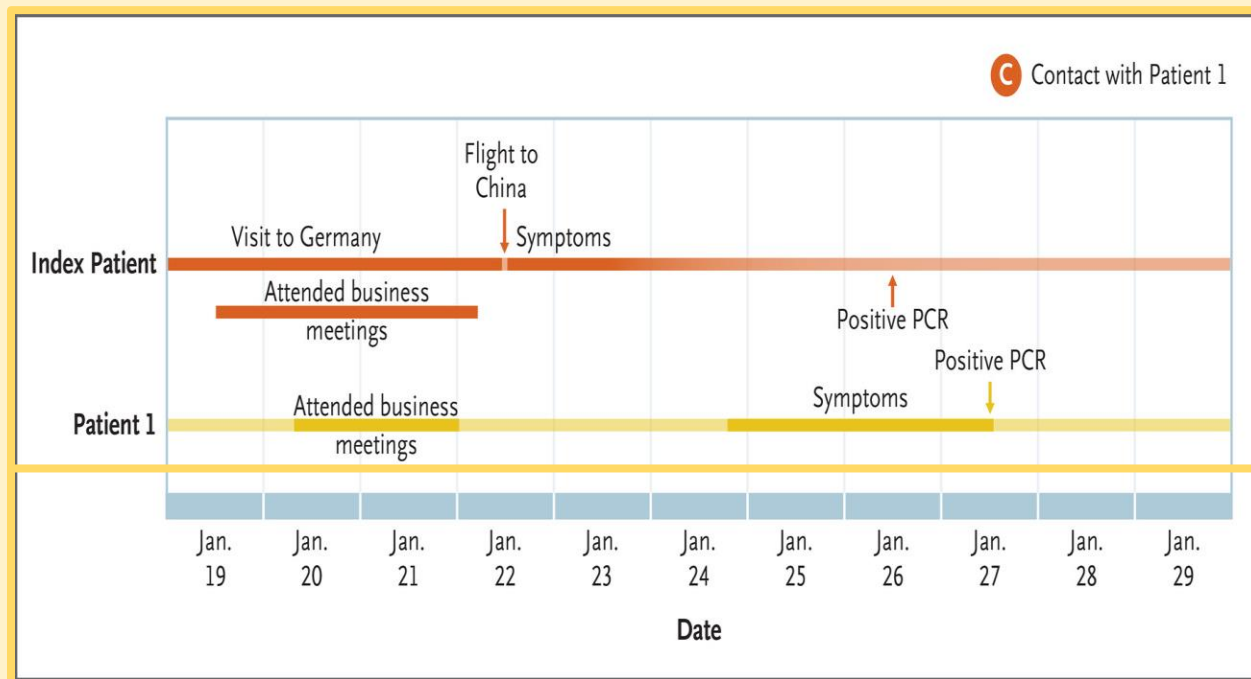 C Contact with Patient 1
Flight to
China
Visit to Germany
Symptoms
Index Patient
Attended business
meetings
Positive PCR
Positive PCR
Symptoms
Attended business
Patient 1
meetings
Jan. Jan. Jan. Jan. Jan. Jan. Jan. Jan. Jan. Jan. Jan.
19 20 21 22 23 24 25 26 27 28 29
Date